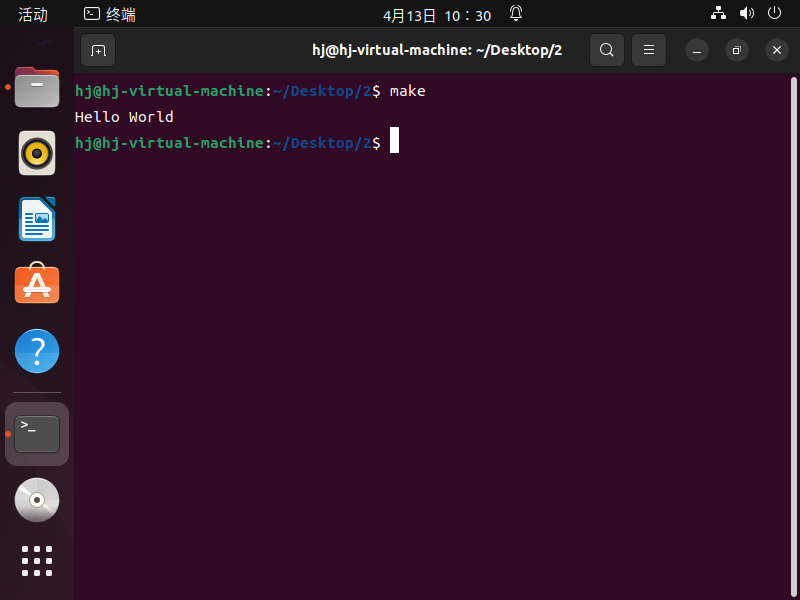 活动
终端
4月13日 10：30
hj@hj-virtual-machine: ~/Desktop/2
hj@hj-virtual-machine:~/Desktop/2$ make
Hello World
hj@hj-virtual-machine:~/Desktop/2$